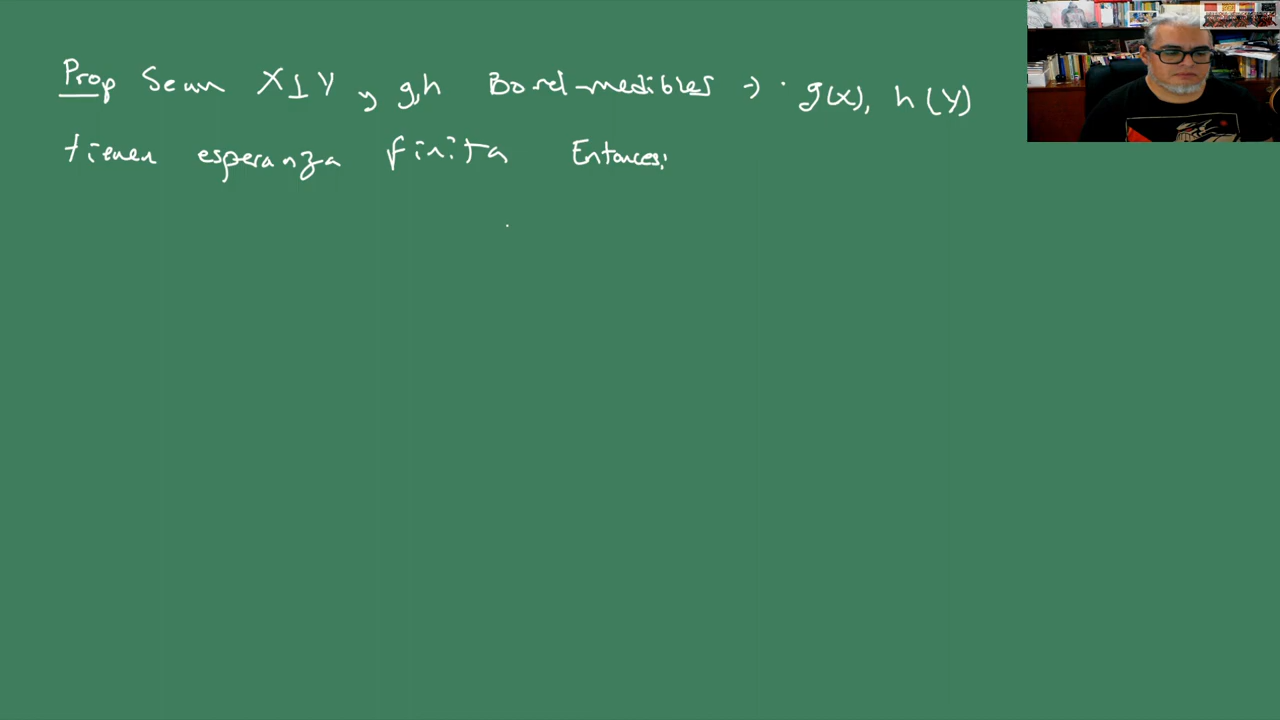 Prop Sean X⊥Y y g,h Borel-medibles →· g(X), h(Y)
tienen esperanza finita Entonces: